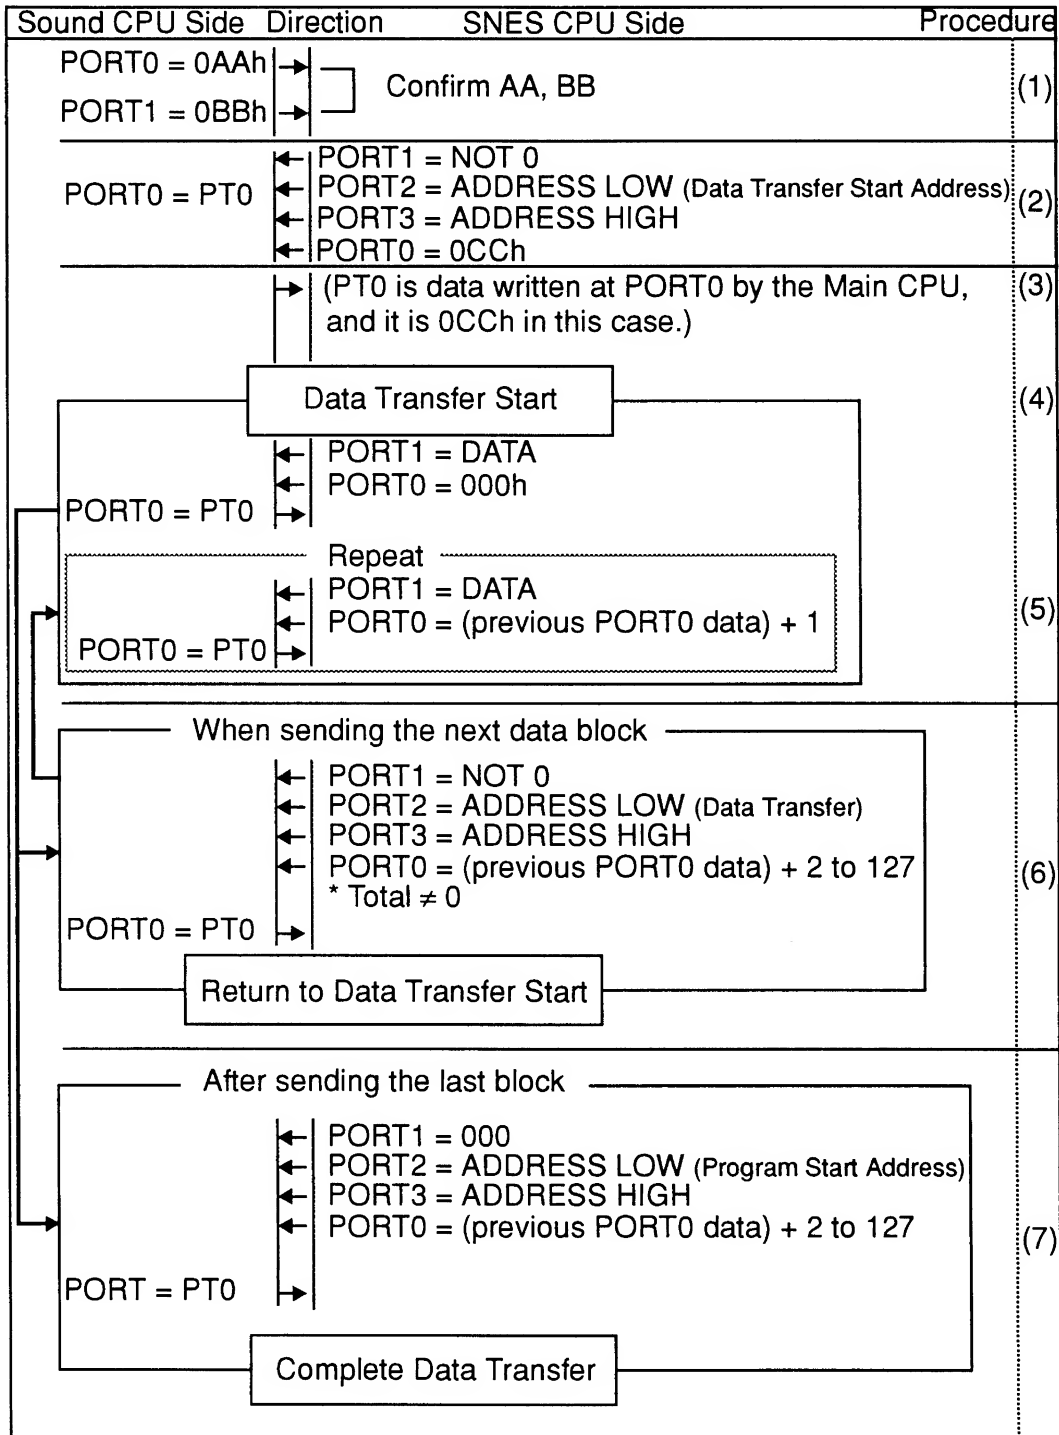 Sound CPU Side Direction SNES CPU Side Procedure
PORT0 = 0AAh
Confirm AA, BB
(1)
PORT1 = 0BBh
PORT1 = NOT 0
PORT0 = PT0
PORT2 = ADDRESS LOW (Data Transfer Start Address)
(2)
PORT3 = ADDRESS HIGH
PORT0 = 0CCh
(PT0 is data written at PORT0 by the Main CPU,
(3)
and it is 0CCh in this case.)
Data Transfer Start
(4)
PORT1 = DATA
PORT0 = 000h
PORT0 = PT0
Repeat
PORT1 = DATA
PORT0 = (previous PORT0 data) + 1
(5)
PORT0 = PT0
When sending the next data block
PORT1 = NOT 0
PORT2 = ADDRESS LOW (Data Transfer)
PORT3 = ADDRESS HIGH
PORT0 = (previous PORT0 data) + 2 to 127
(6)
* Total ≠ 0
PORT0 = PT0
Return to Data Transfer Start
After sending the last block
PORT1 = 000
PORT2 = ADDRESS LOW (Program Start Address)
PORT3 = ADDRESS HIGH
PORT0 = (previous PORT0 data) + 2 to 127
(7)
PORT = PT0
Complete Data Transfer